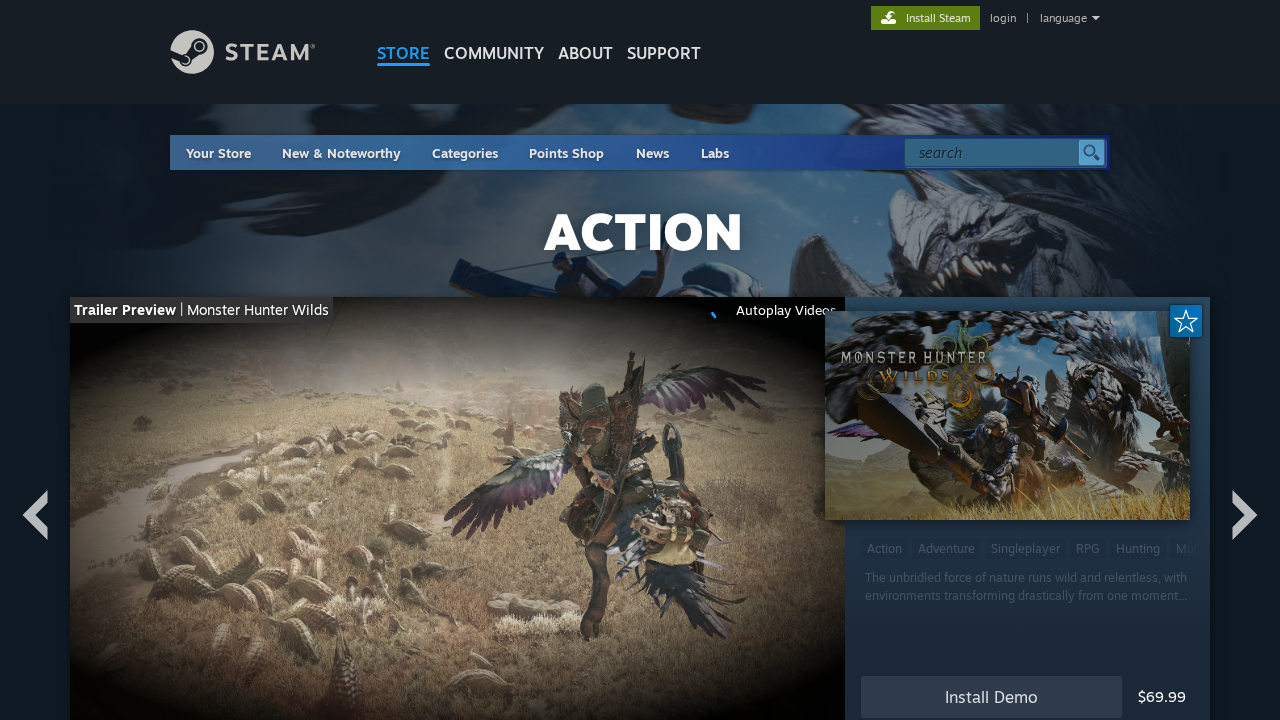 Install Steam
login | language
STEAM®
STORE COMMUNITY ABOUT SUPPORT
Your Store New & Noteworthy Categories Points Shop News Labs
search
ACTION
Trailer Preview | Monster Hunter Wilds
Autoplay Videos
MONSTER HUNTER
WILDS
Action Adventure Singleplayer RPG Hunting
The unbridled force of nature runs wild and relentless, with
environments transforming drastically from one moment...
Install Demo
$69.99